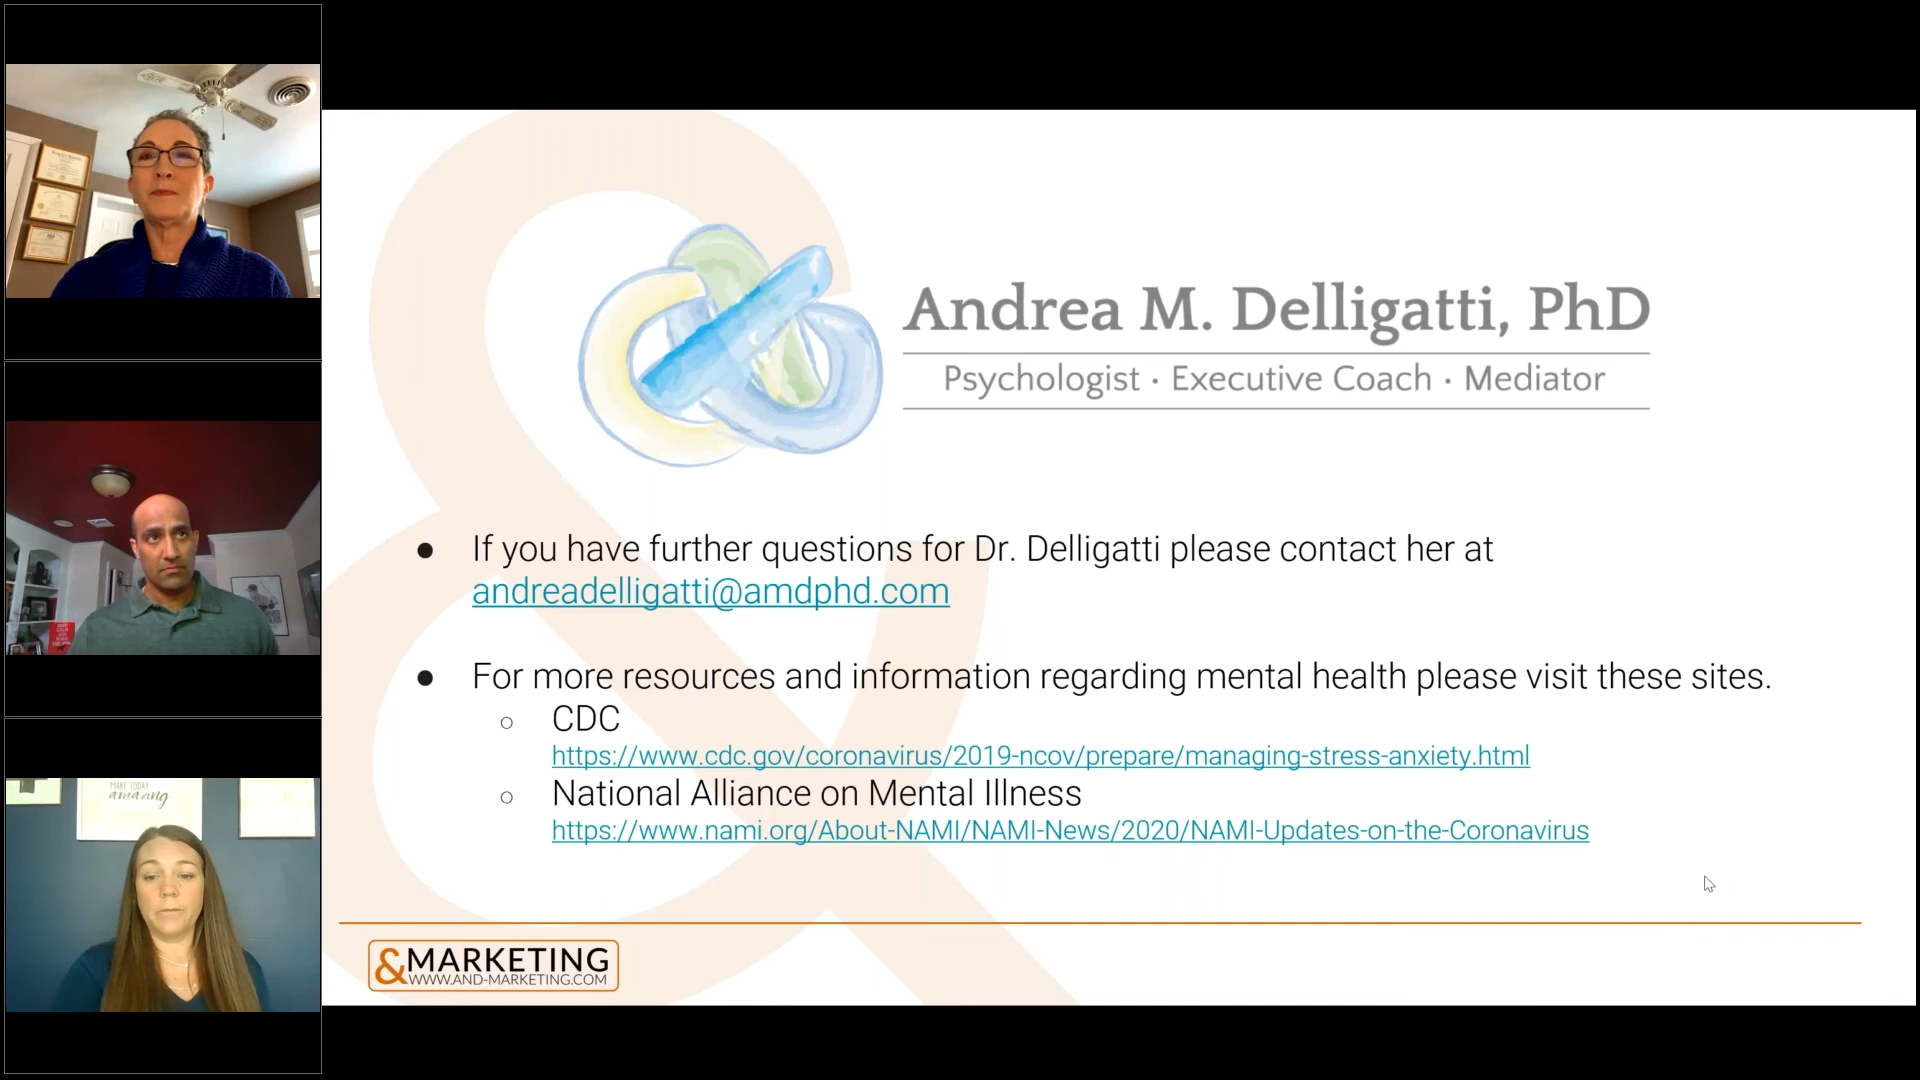 Andrea M. Delligatti, PhD
Psychologist · Executive Coach · Mediator
● If you have further questions for Dr. Delligatti please contact her at
andreadelligatti@amdphd.com
● For more resources and information regarding mental health please visit these sites.
○ CDC
https://www.cdc.gov/coronavirus/2019-ncov/prepare/managing-stress-anxiety.html
○ National Alliance on Mental Illness
https://www.nami.org/About-NAMI/NAMI-News/2020/NAMI-Updates-on-the-Coronavirus
&MARKETING
WWW.AND-MARKETING.COM
MAKE TODAY
amazing